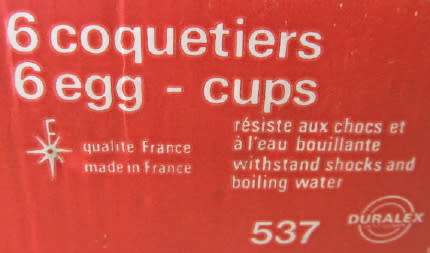 6 coquetiers
6 egg - cups
F
qualite France
made in France
résiste aux chocs et
à l'eau bouillante
withstand shocks and
boiling water
537
DURALEX